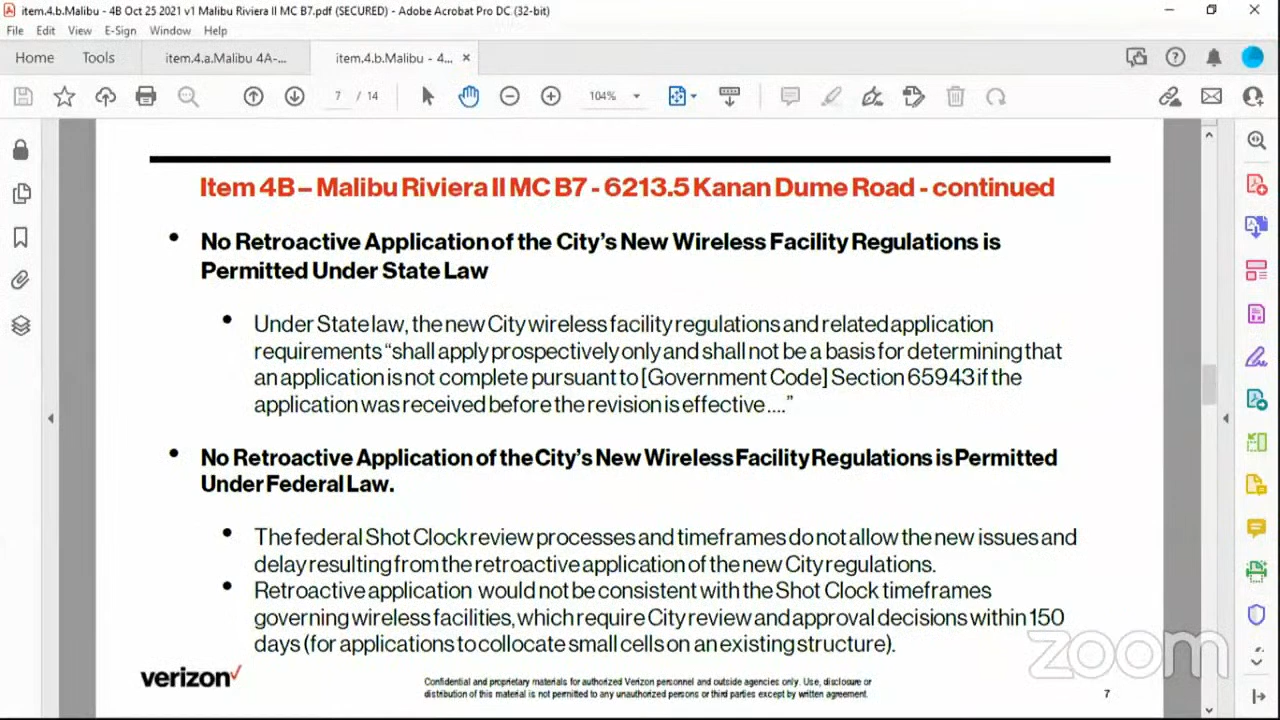 item.4.b.Malibu - 4B Oct 25 2021 v1 Malibu Riviera II MC B7.pdf (SECURED) - Adobe Acrobat Pro DC (32-bit)
File Edit View E-Sign Window Help
Home Tools item.4.a.Malibu 4A-... item.4.b.Malibu - 4... ×
7 / 14 104%
Item 4B – Malibu Riviera II MC B7 - 6213.5 Kanan Dume Road - continued
• No Retroactive Application of the City’s New Wireless Facility Regulations is
Permitted Under State Law
• Under State law, the new City wireless facility regulations and related application
requirements “shall apply prospectively only and shall not be a basis for determining that
an application is not complete pursuant to [Government Code] Section 65943 if the
application was received before the revision is effective ....”
• No Retroactive Application of the City’s New Wireless Facility Regulations is Permitted
Under Federal Law.
• The federal Shot Clock review processes and timeframes do not allow the new issues and
delay resulting from the retroactive application of the new City regulations.
• Retroactive application would not be consistent with the Shot Clock timeframes
governing wireless facilities, which require City review and approval decisions within 150
days (for applications to collocate small cells on an existing structure).
zoom
verizon
Confidential and proprietary materials for authorized Verizon personnel and outside agencies only. Use, disclosure or
distribution of this material is not permitted to any unauthorized persons or third parties except by written agreement.
7